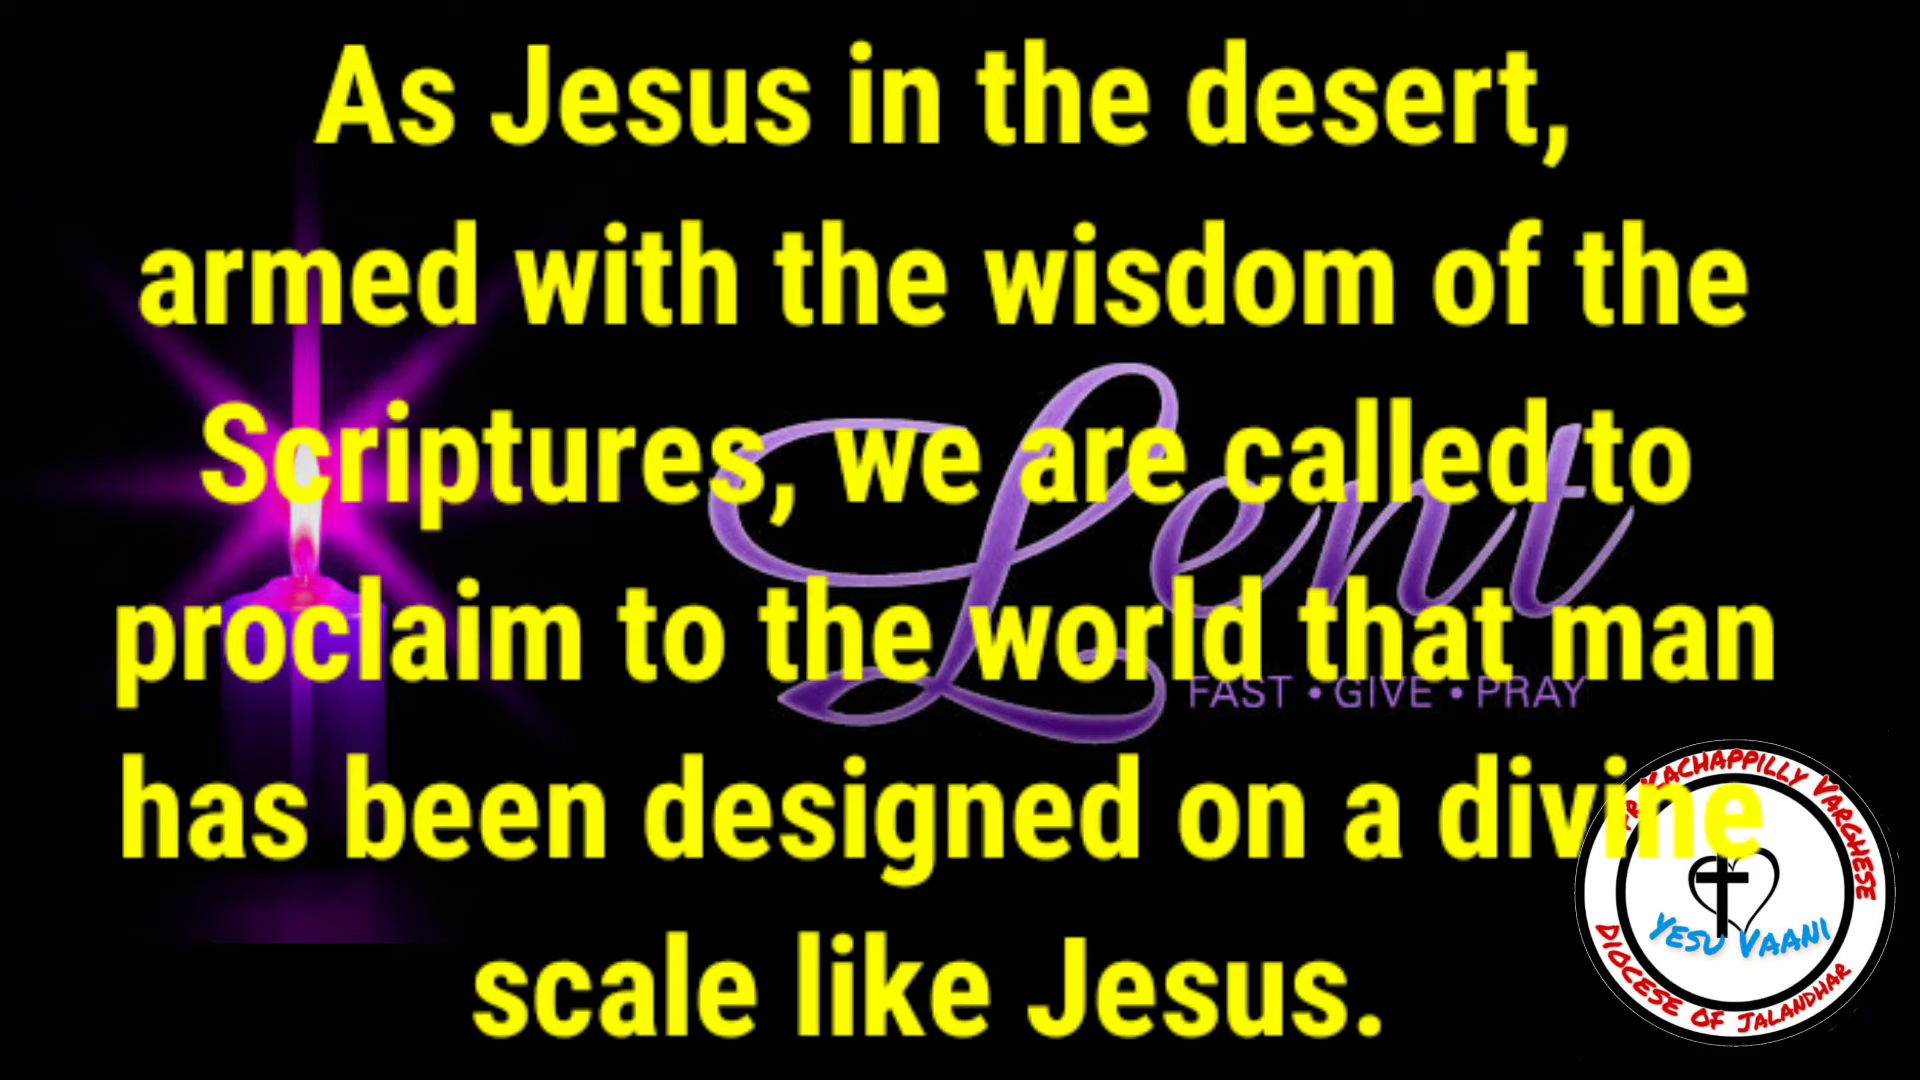 As Jesus in the desert,
armed with the wisdom of the
Scriptures, we are called to
proclaim to the world that man
has been designed on a divine
scale like Jesus.
Lent
FAST • GIVE • PRAY
KACHAPPILLY VARGHESE
YESU VAANI
DIOCESE OF JALANDHAR